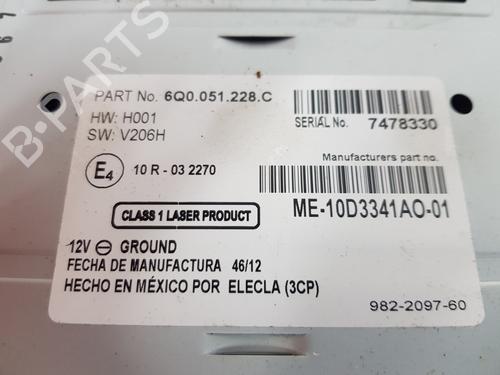 PART No. 6Q0.051.228.C
HW: H001
SW: V206H
SERIAL No. 7478330
E4
10 R - 03 2270
Manufacturers part no.
ME-10D3341AO-01
CLASS 1 LASER PRODUCT
12V ⊖ GROUND
FECHA DE MANUFACTURA 46/12
HECHO EN MÉXICO POR ELECLA (3CP)
982-2097-60